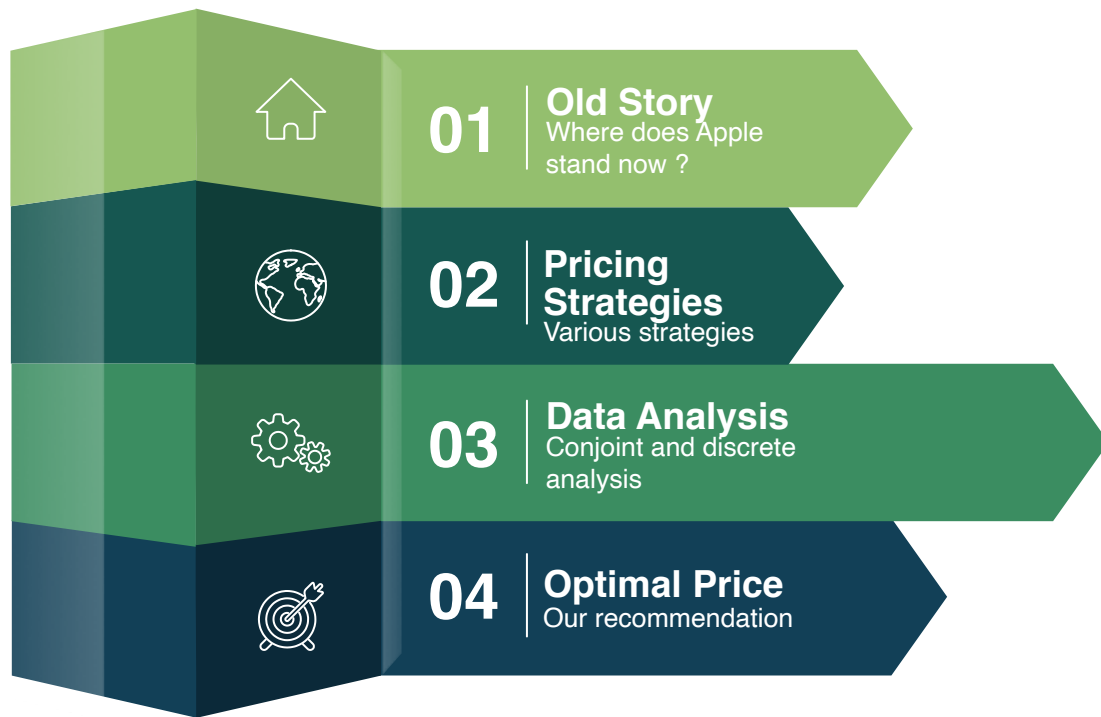 01
Old Story
Where does Apple
stand now ?
02
Pricing
Strategies
Various strategies
03
Data Analysis
Conjoint and discrete
analysis
04
Optimal Price
Our recommendation